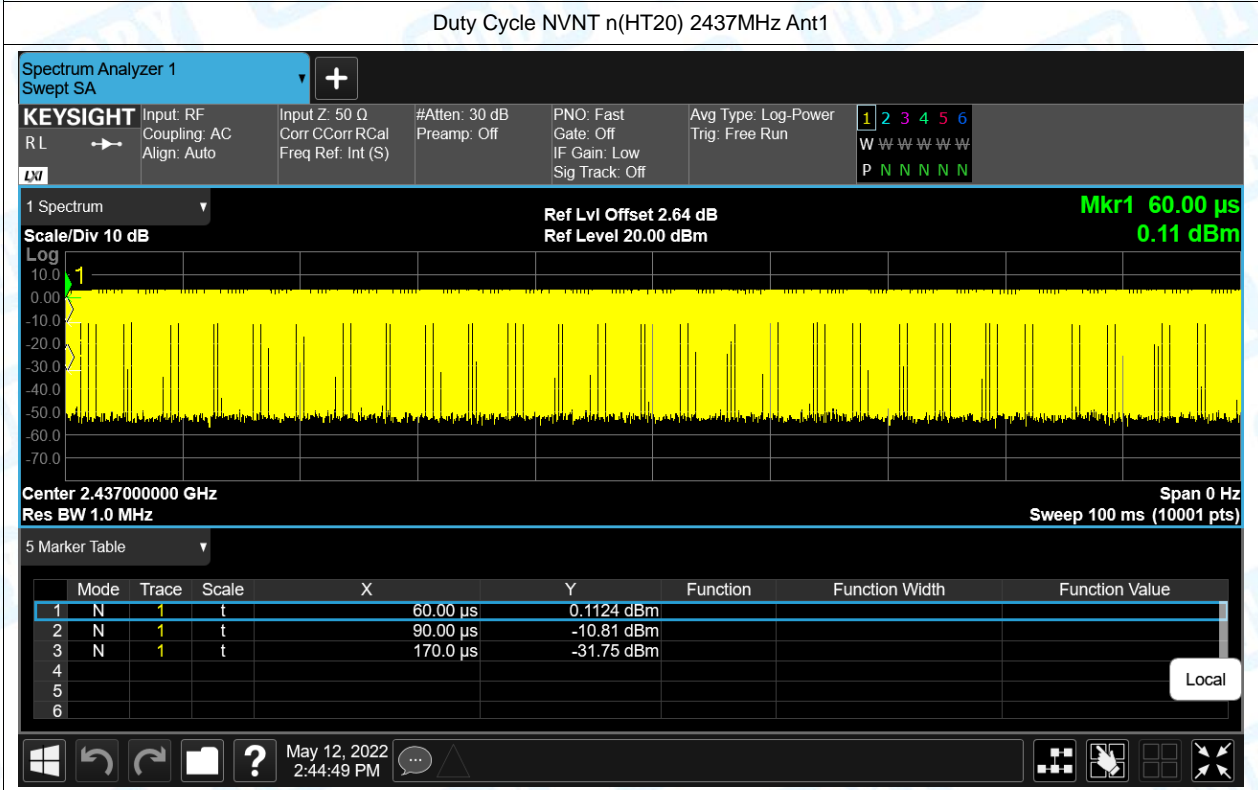 Duty Cycle NVNT n(HT20) 2437MHz Ant1
Spectrum Analyzer 1
Swept SA
KEYSIGHT
R L
LXI
Input: RF
Coupling: AC
Align: Auto
Input Z: 50 Ω
Corr CCorr RCal
Freq Ref: Int (S)
#Atten: 30 dB
Preamp: Off
PNO: Fast
Gate: Off
IF Gain: Low
Sig Track: Off
Avg Type: Log-Power
Trig: Free Run
1 2 3 4 5 6
W W W W W W
P N N N N N
1 Spectrum
Scale/Div 10 dB
Ref Lvl Offset 2.64 dB
Ref Level 20.00 dBm
Mkr1 60.00 µs
0.11 dBm
Log
10.0
0.00
-10.0
-20.0
-30.0
-40.0
-50.0
-60.0
-70.0
1
Center 2.437000000 GHz
Span 0 Hz
Res BW 1.0 MHz
Sweep 100 ms (10001 pts)
5 Marker Table
Mode Trace Scale X Y Function Function Width Function Value
1 N 1 t 60.00 µs 0.1124 dBm
2 N 1 t 90.00 µs -10.81 dBm
3 N 1 t 170.0 µs -31.75 dBm
4
5
6
Local
?
May 12, 2022
2:44:49 PM